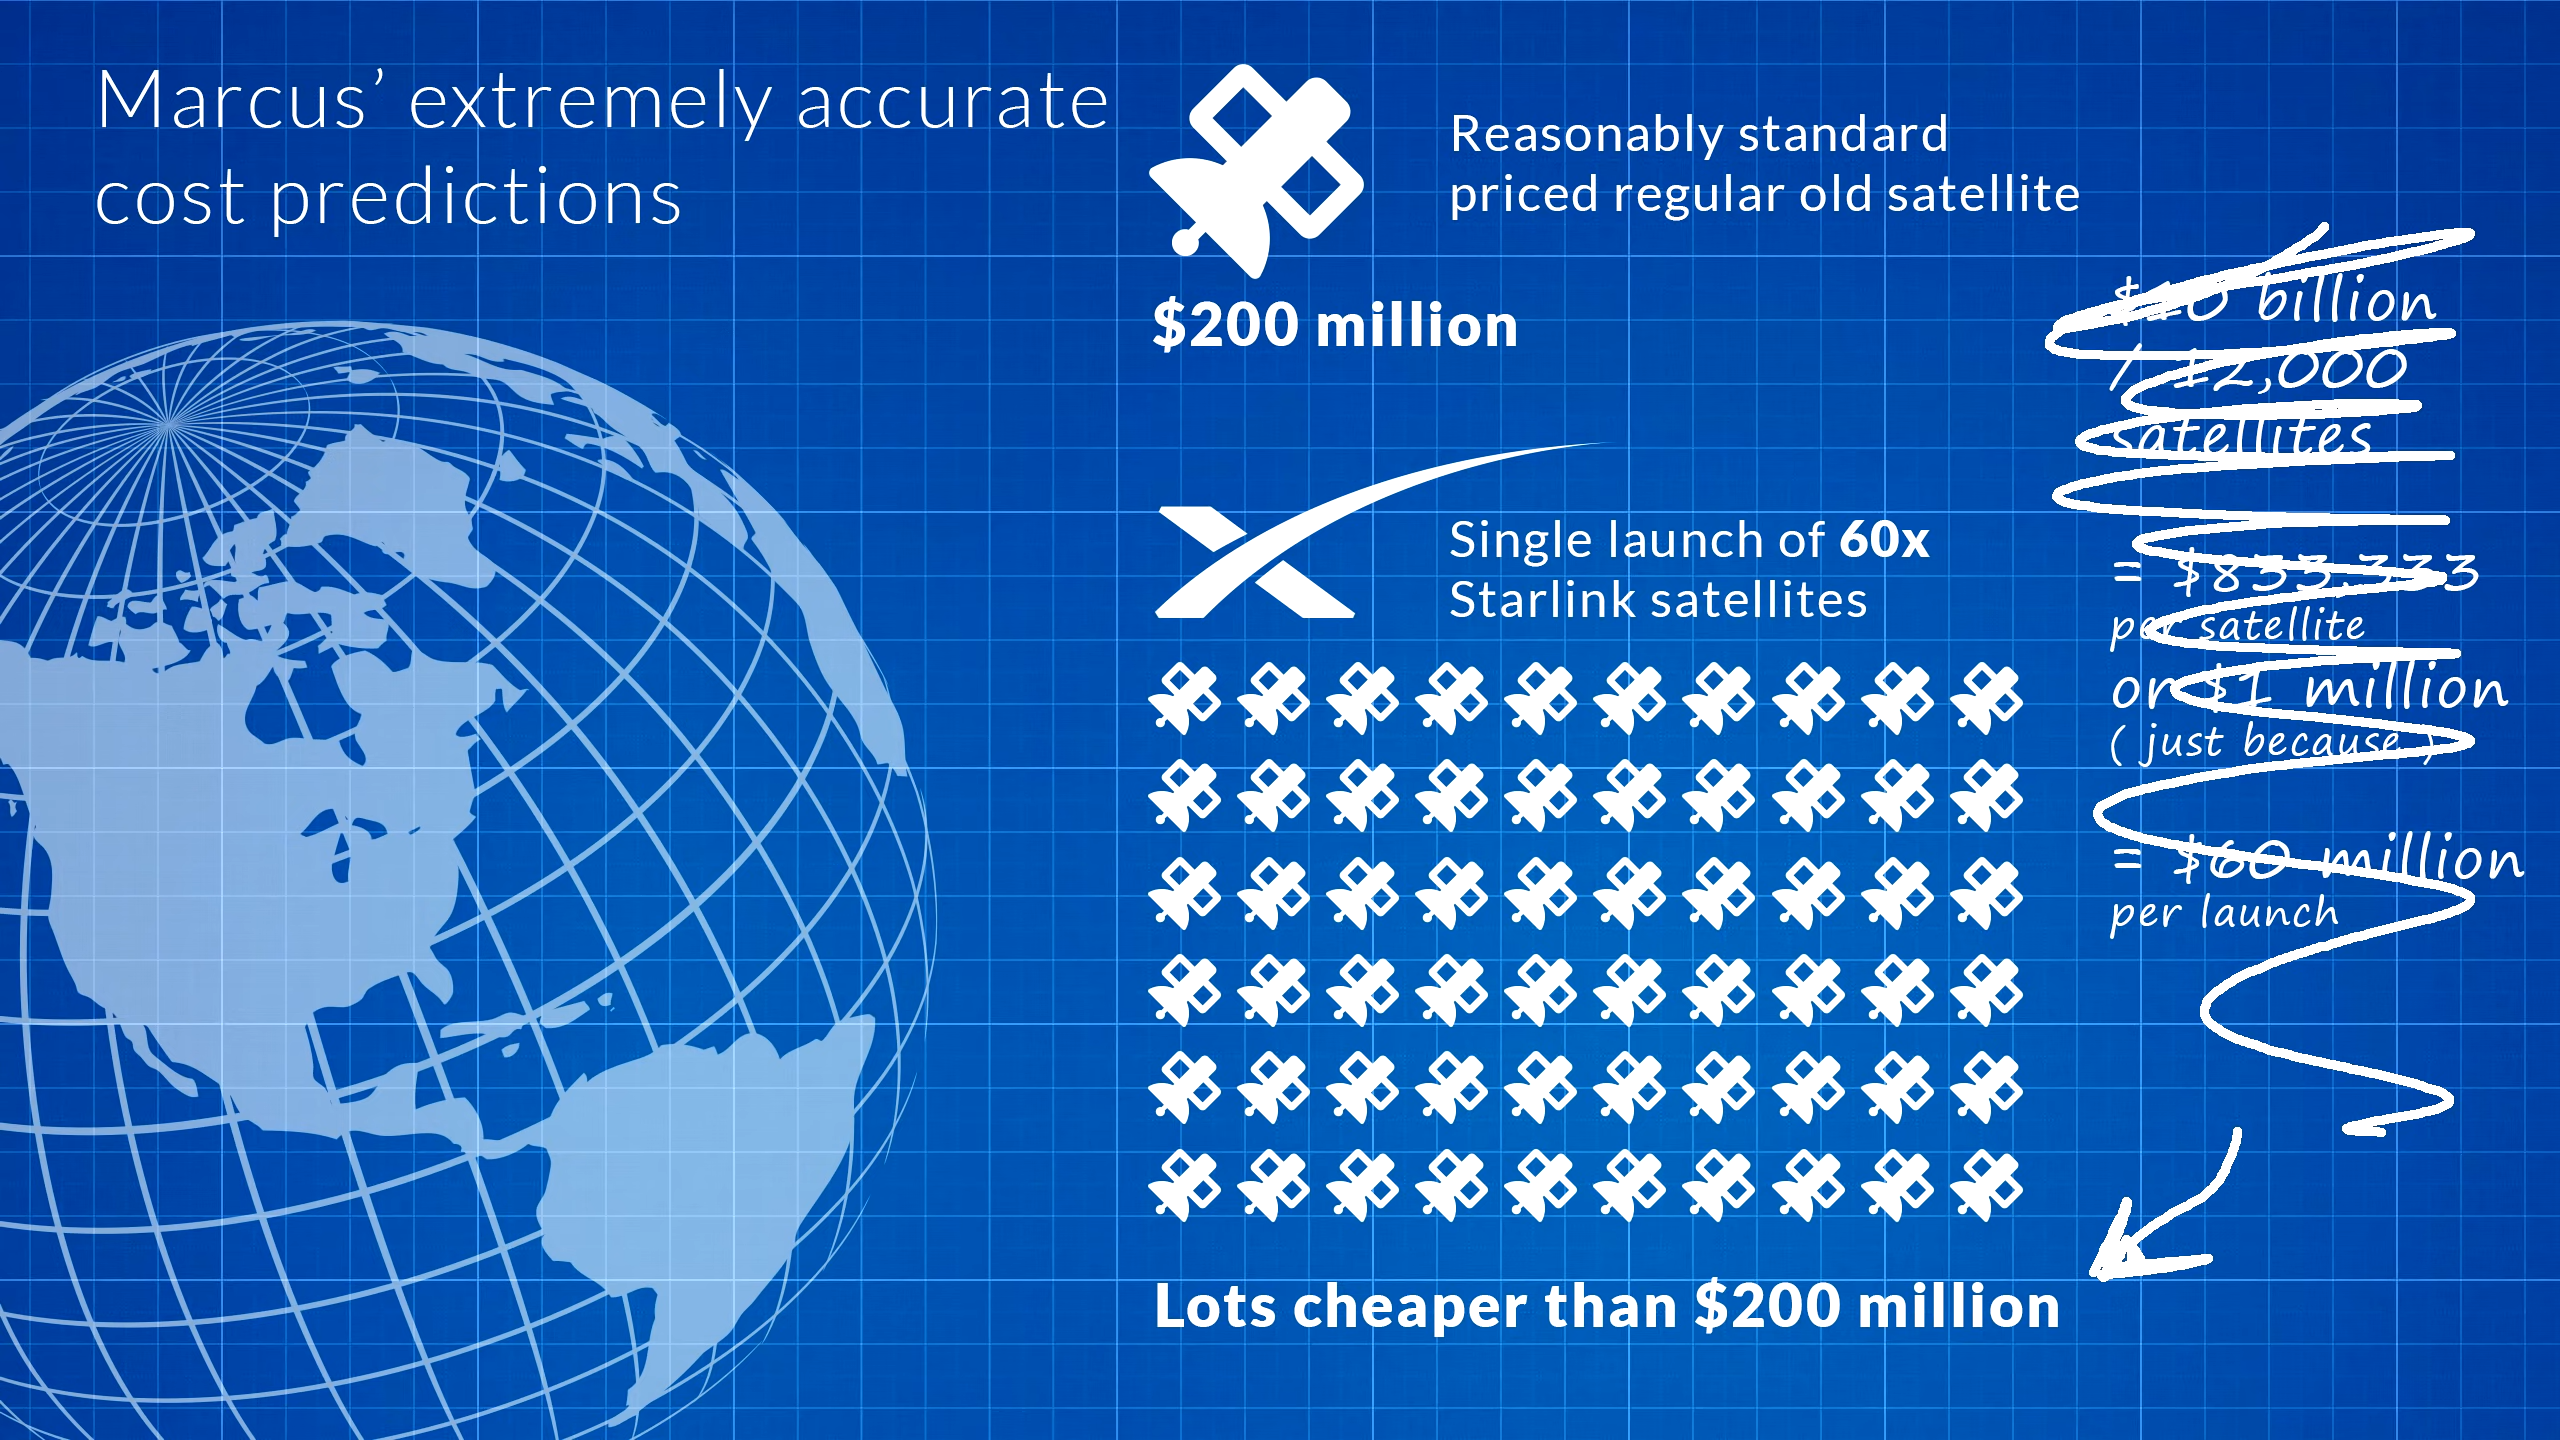 Marcus’ extremely accurate
cost predictions
Reasonably standard
priced regular old satellite
$200 million
Single launch of 60x
Starlink satellites
Lots cheaper than $200 million
$10 billion
/ 12,000
satellites
= $833,333
per satellite
or $1 million
( just because )
= $60 million
per launch